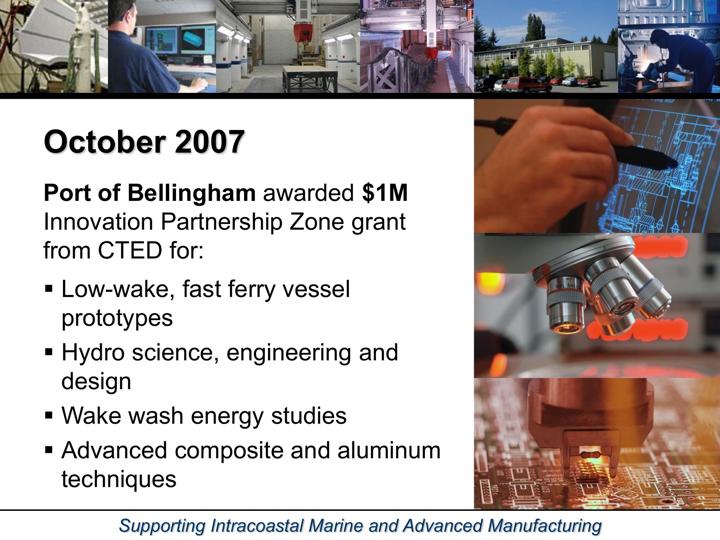 October 2007
Port of Bellingham awarded $1M
Innovation Partnership Zone grant
from CTED for:
▪ Low-wake, fast ferry vessel
prototypes
▪ Hydro science, engineering and
design
▪ Wake wash energy studies
▪ Advanced composite and aluminum
techniques
Supporting Intracoastal Marine and Advanced Manufacturing